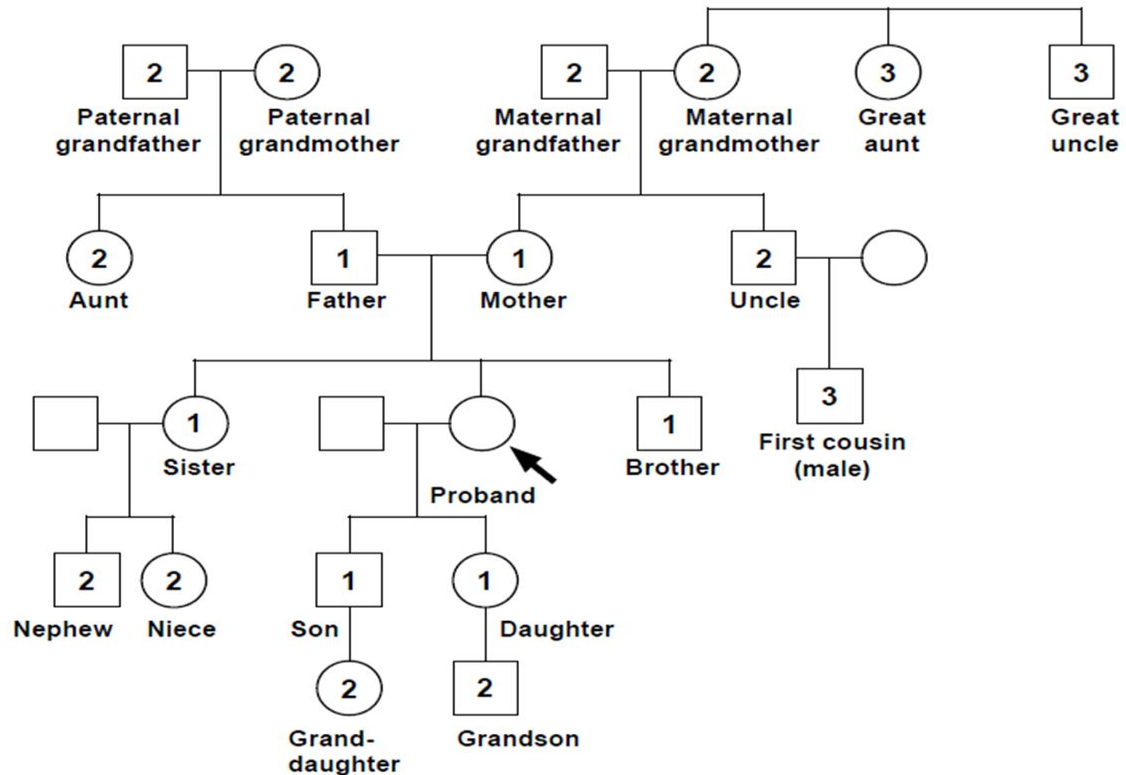 2 2 2 2 3 3
Paternal Paternal Maternal Maternal Great Great
grandfather grandmother grandfather grandmother aunt uncle
2 1 1 2
Aunt Father Mother Uncle
1 1 3
Sister Brother First cousin
(male)
Proband
2 2 1 1
Nephew Niece Son Daughter
2 2
Grand- Grandson
daughter